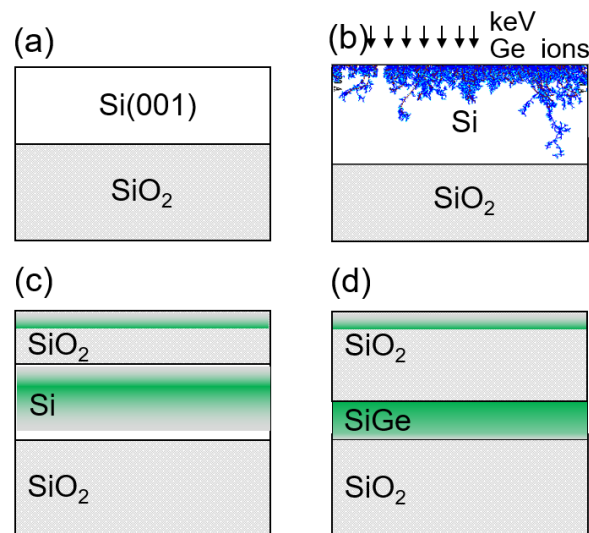 (a)
Si(001)
SiO₂
(b)
keV
Ge ions
Si
SiO₂
(c)
SiO₂
Si
SiO₂
(d)
SiO₂
SiGe
SiO₂